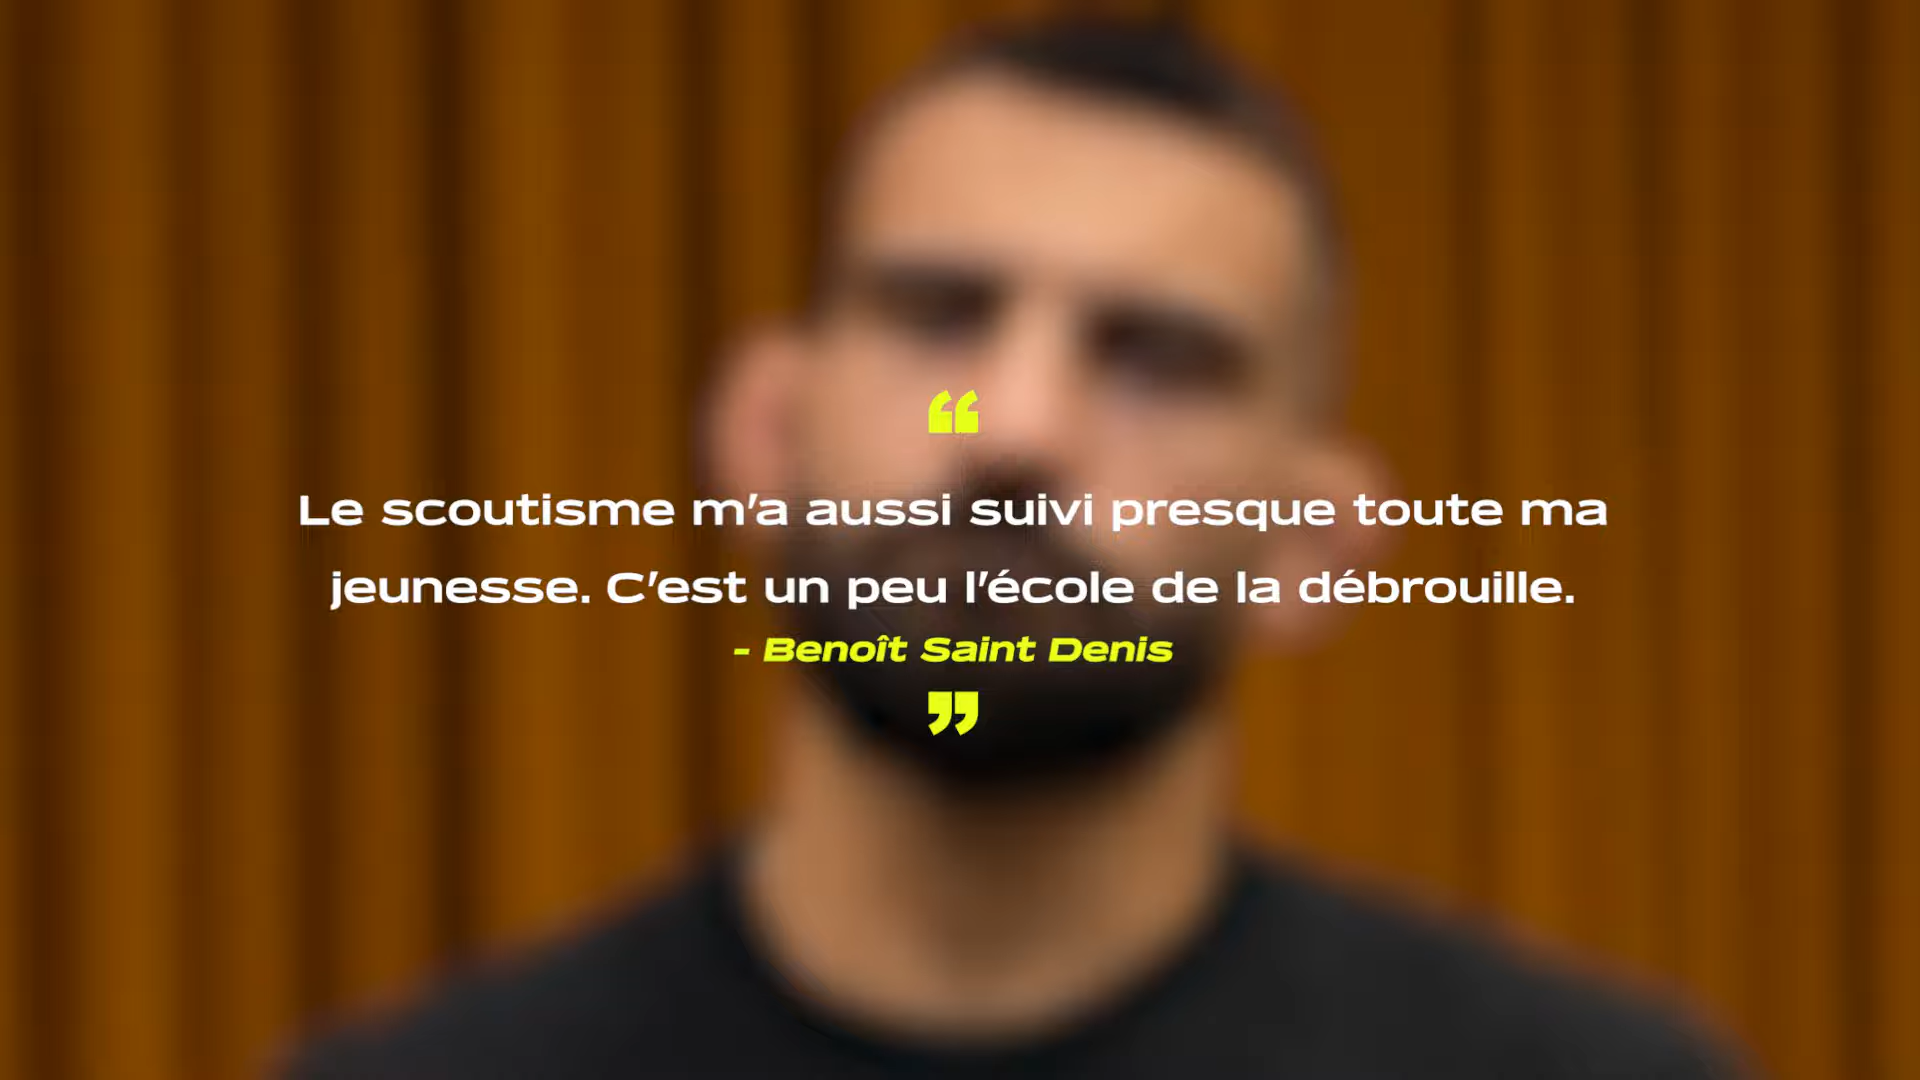 “
Le scoutisme m’a aussi suivi presque toute ma
jeunesse. C’est un peu l’école de la débrouille.
- Benoît Saint Denis
”